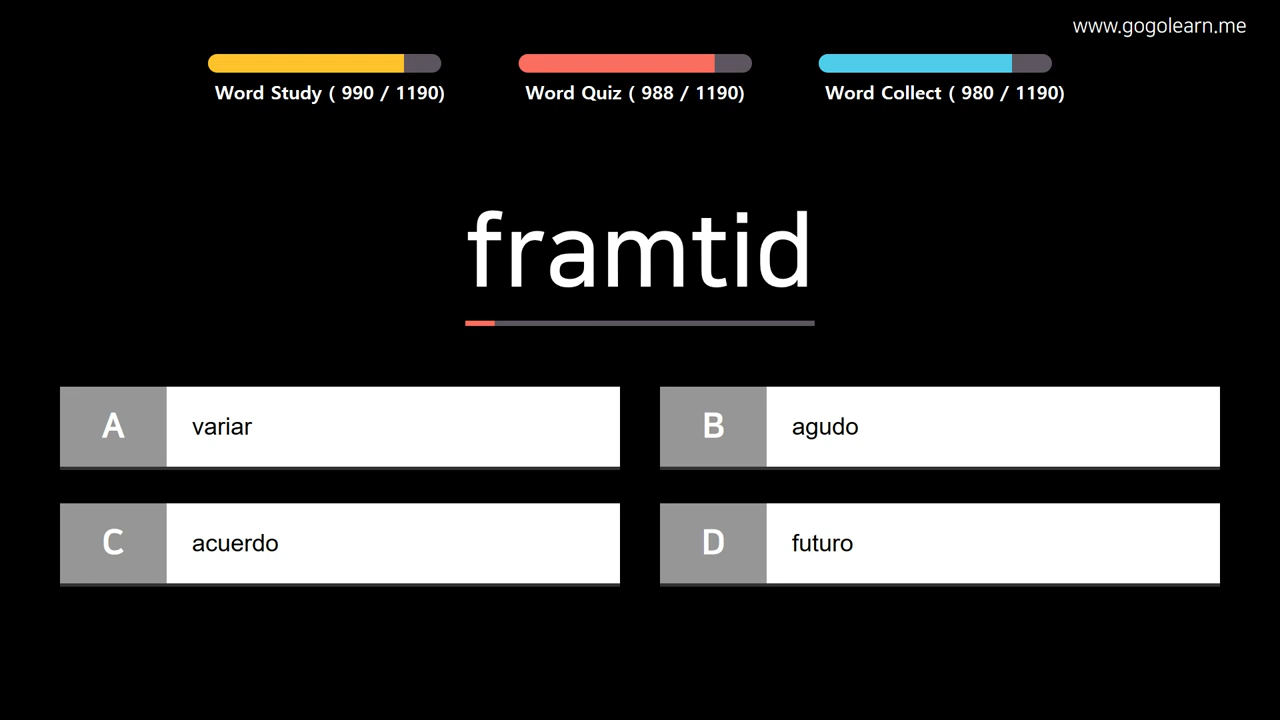 www.gogolearn.me
Word Study ( 990 / 1190)
Word Quiz ( 988 / 1190)
Word Collect ( 980 / 1190)
framtid
A variar
B agudo
C acuerdo
D futuro